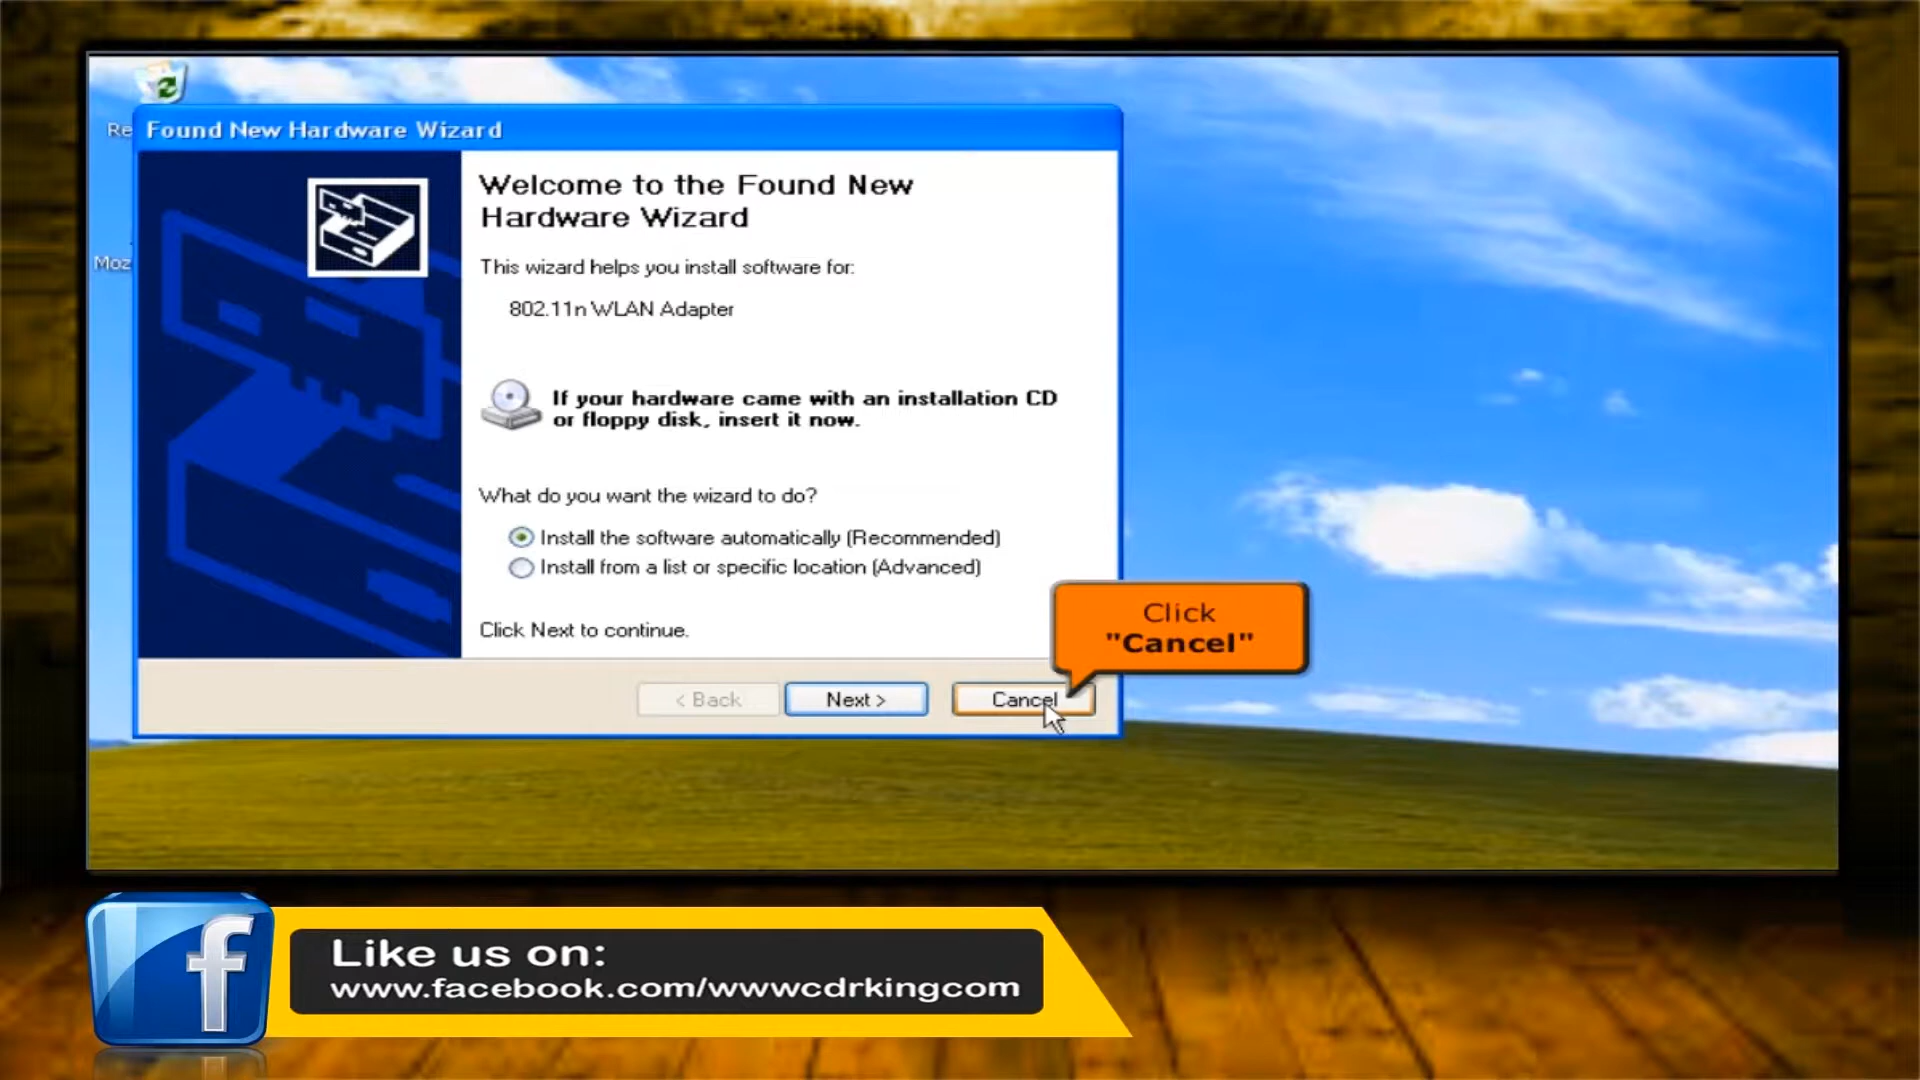 Re
Found New Hardware Wizard
Moz
Welcome to the Found New
Hardware Wizard
This wizard helps you install software for:
802.11n WLAN Adapter
If your hardware came with an installation CD
or floppy disk, insert it now.
What do you want the wizard to do?
Install the software automatically (Recommended)
Install from a list or specific location (Advanced)
Click Next to continue.
Click
"Cancel"
< Back
Next >
Cancel
Like us on:
www.facebook.com/wwwcdrkingcom